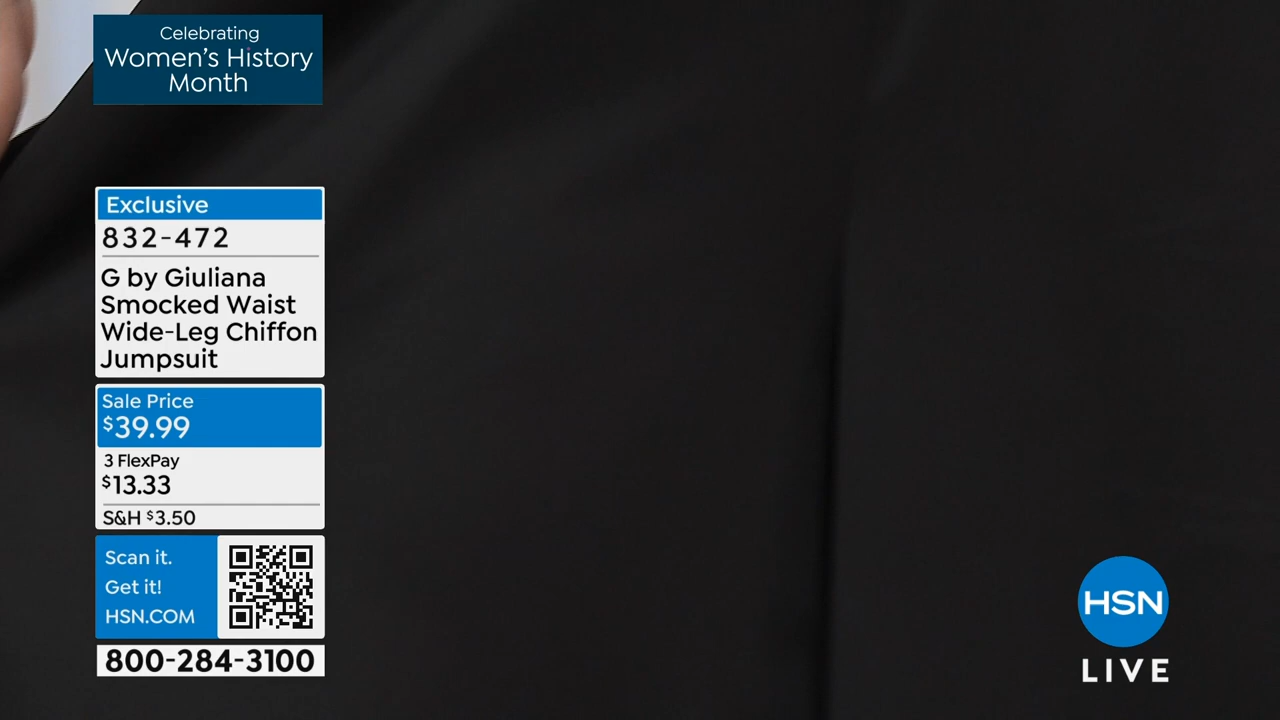 Celebrating
Women's History
Month
Exclusive
832-472
G by Giuliana
Smocked Waist
Wide-Leg Chiffon
Jumpsuit
Sale Price
$39.99
3 FlexPay
$13.33
S&H $3.50
Scan it.
Get it!
HSN.COM
800-284-3100
HSN
LIVE